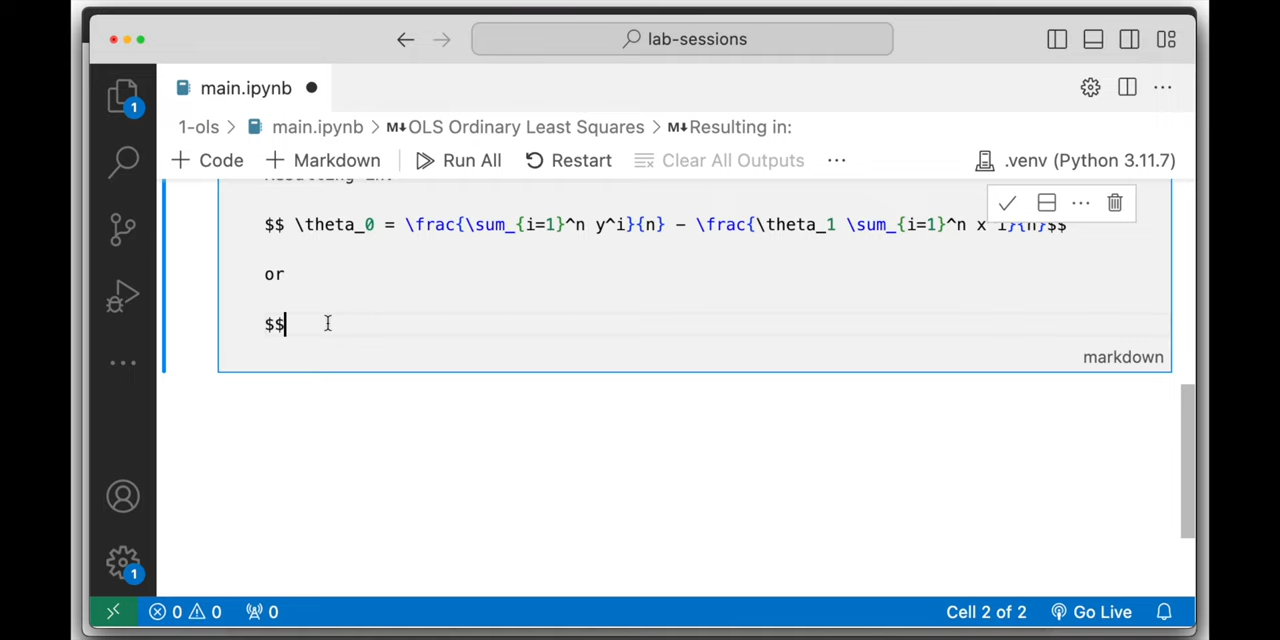 lab-sessions
main.ipynb
1-ols > main.ipynb > M↓OLS Ordinary Least Squares > M↓Resulting in:
+ Code + Markdown Run All Restart Clear All Outputs ... .venv (Python 3.11.7)
$$ \theta_0 = \frac{\sum_{i=1}^n y^i}{n} - \frac{\theta_1 \sum_{i=1}^n x^i}{n}$$
or
$$
markdown
1
1
0 0 0 Cell 2 of 2 Go Live